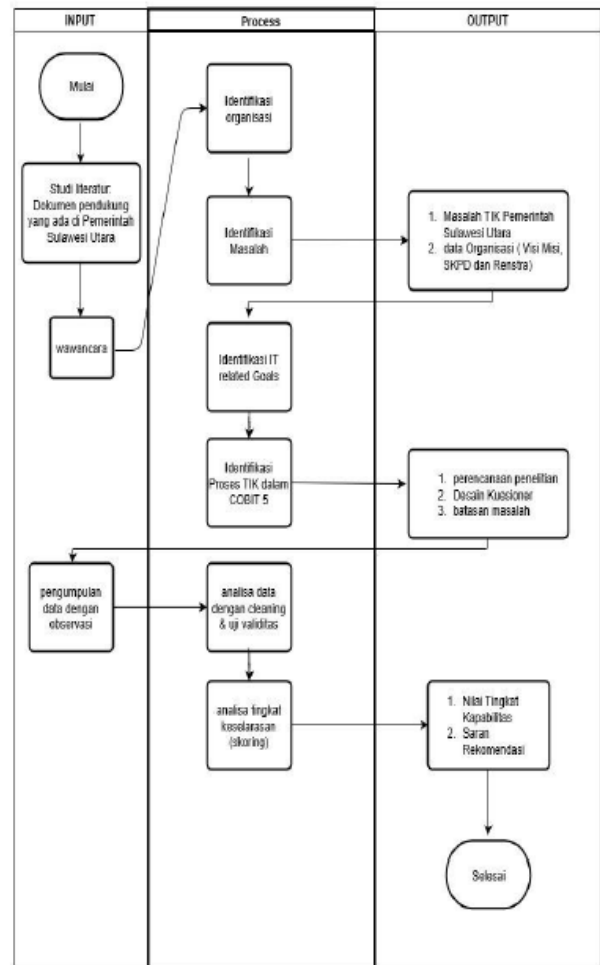 INPUT
Process
OUTPUT
Mulai
Studi literatur:
Dokumen pendukung
yang ada di Pemerintah
Sulawesi Utara
wawancara
Identifikasi
organisasi
Identifikasi
Masalah
1. Masalah TIK Pemerintah
Sulawesi Utara
2. data Organisasi ( Visi Misi,
SKPD dan Renstra)
Identifikasi IT
related Goals
Identifikasi
Proses TIK dalam
COBIT 5
1. perencanaan penelitian
2. Desain Kuesioner
3. batasan masalah
pengumpulan
data dengan
observasi
analisa data
dengan cleaning
& uji validitas
analisa tingkat
keselarasan
(skoring)
1. Nilai Tingkat
Kapabilitas
2. Saran
Rekomendasi
Selesai